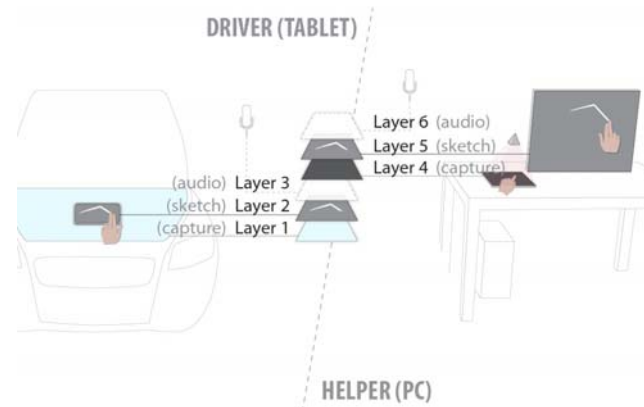 DRIVER (TABLET)
Layer 6 (audio)
Layer 5 (sketch)
Layer 4 (capture)
(audio) Layer 3
(sketch) Layer 2
(capture) Layer 1
HELPER (PC)